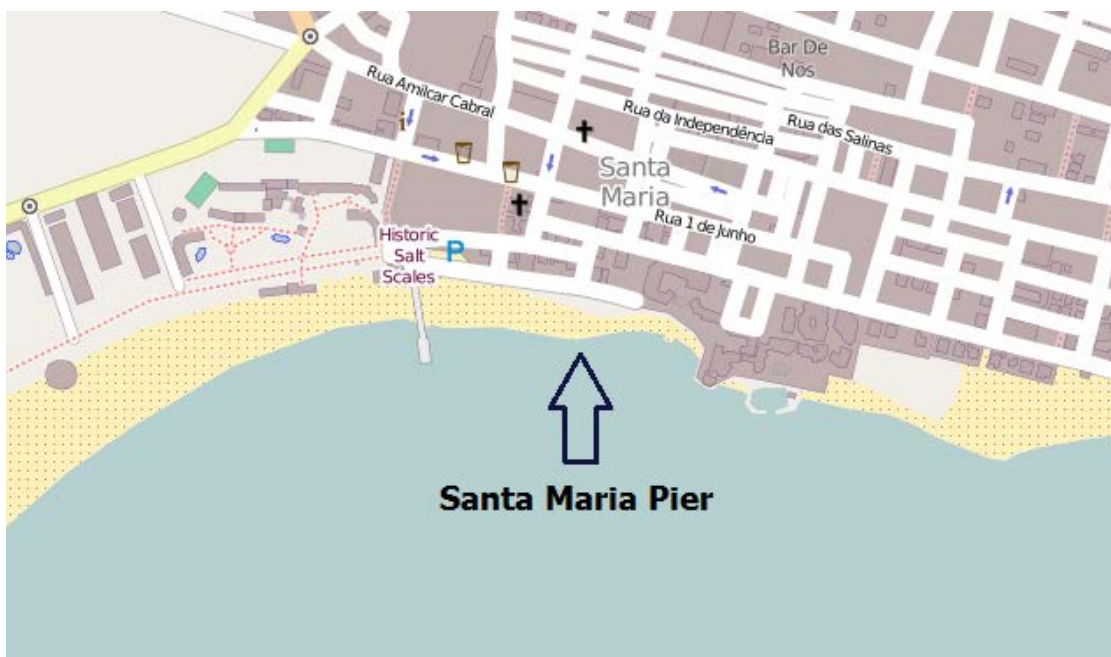 Bar De
Nos
Rua Amilcar Cabral
Rua da Independência
Rua das Salinas
i
Santa
Maria
Rua 1 de Junho
Historic
Salt
Scales
P
Santa Maria Pier